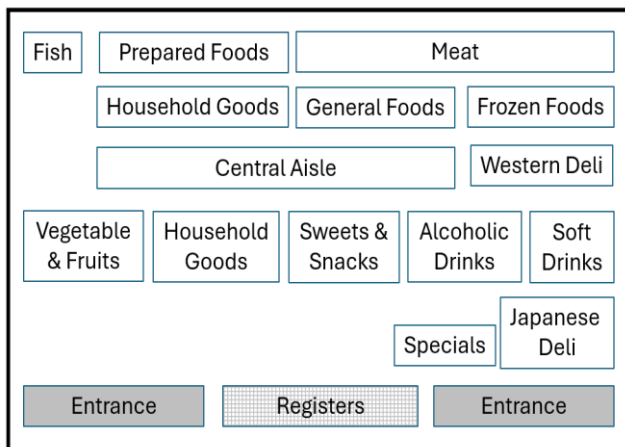 Fish
Prepared Foods
Meat
Household Goods
General Foods
Frozen Foods
Central Aisle
Western Deli
Vegetable
& Fruits
Household
Goods
Sweets &
Snacks
Alcoholic
Drinks
Soft
Drinks
Specials
Japanese
Deli
Entrance
Registers
Entrance